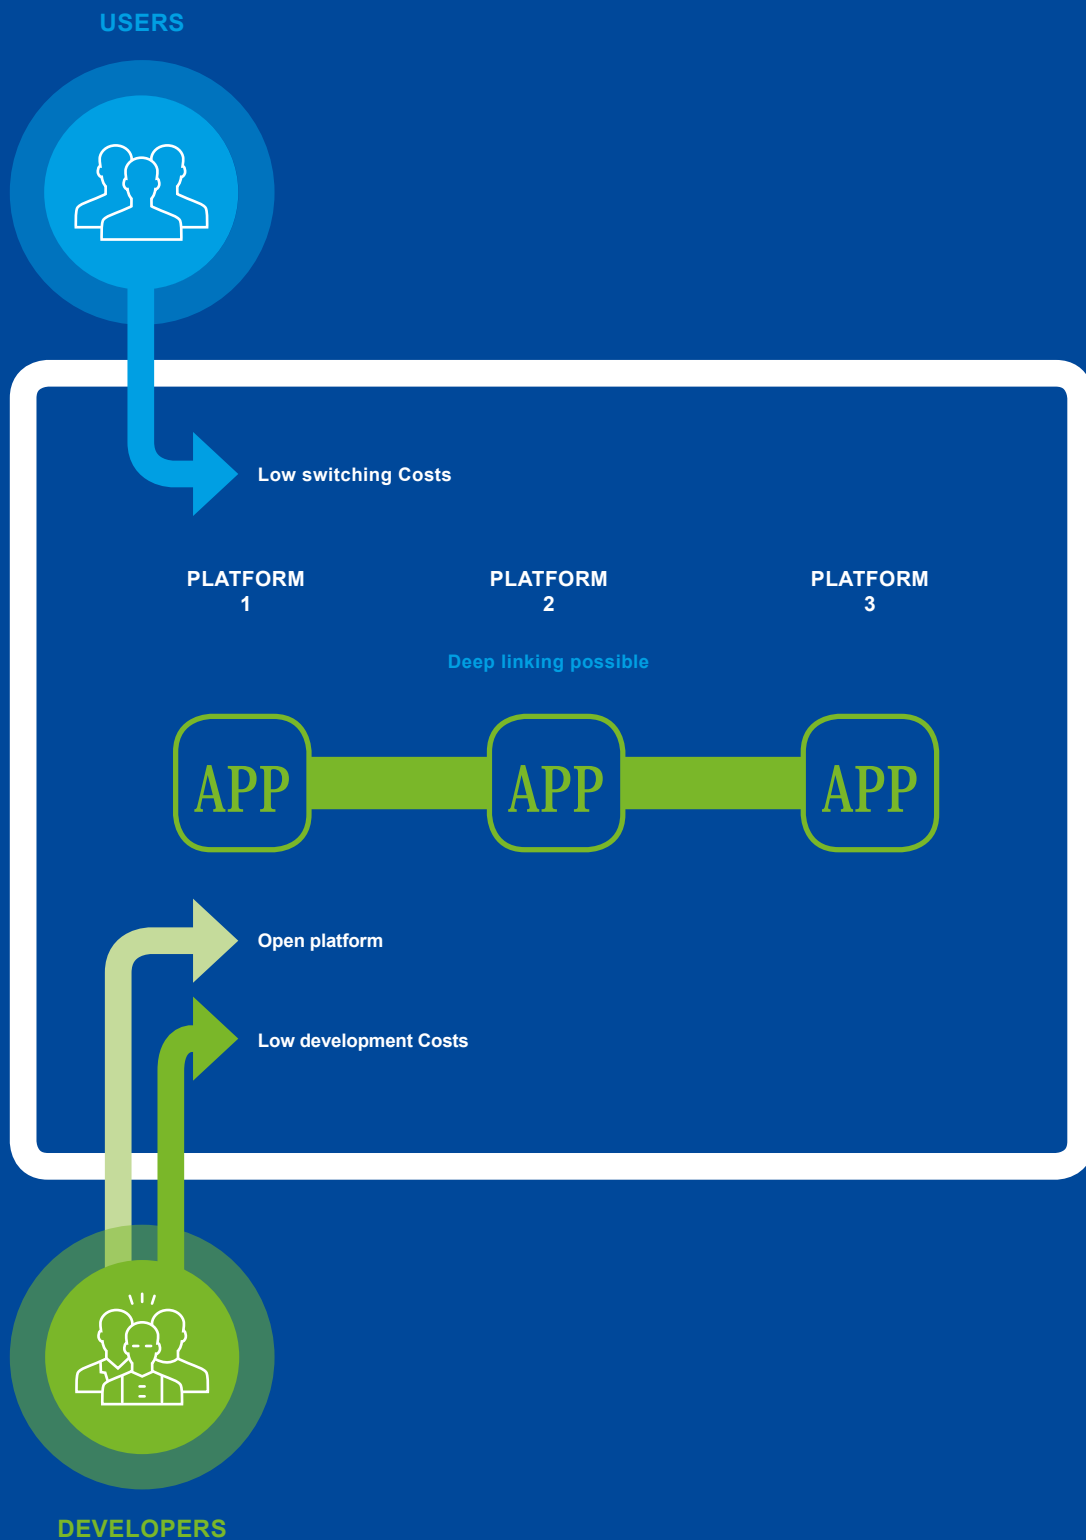 USERS
Low switching Costs
PLATFORM
1
PLATFORM
2
PLATFORM
3
Deep linking possible
APP
APP
APP
Open platform
Low development Costs
DEVELOPERS